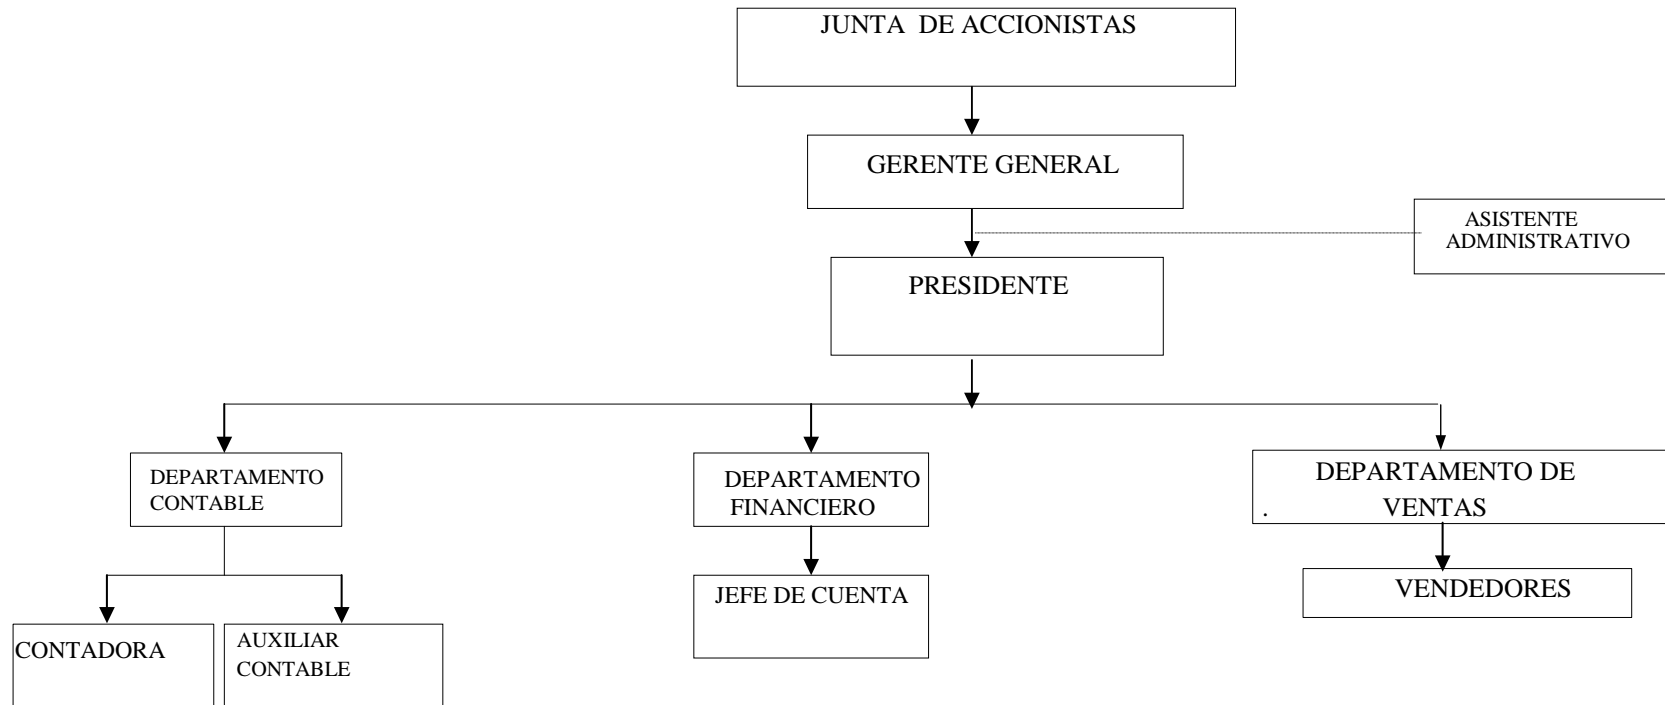 JUNTA DE ACCIONISTAS
GERENTE GENERAL
ASISTENTE
ADMINISTRATIVO
PRESIDENTE
DEPARTAMENTO
CONTABLE
DEPARTAMENTO
FINANCIERO
DEPARTAMENTO DE
. VENTAS
JEFE DE CUENTA
VENDEDORES
CONTADORA
AUXILIAR
CONTABLE